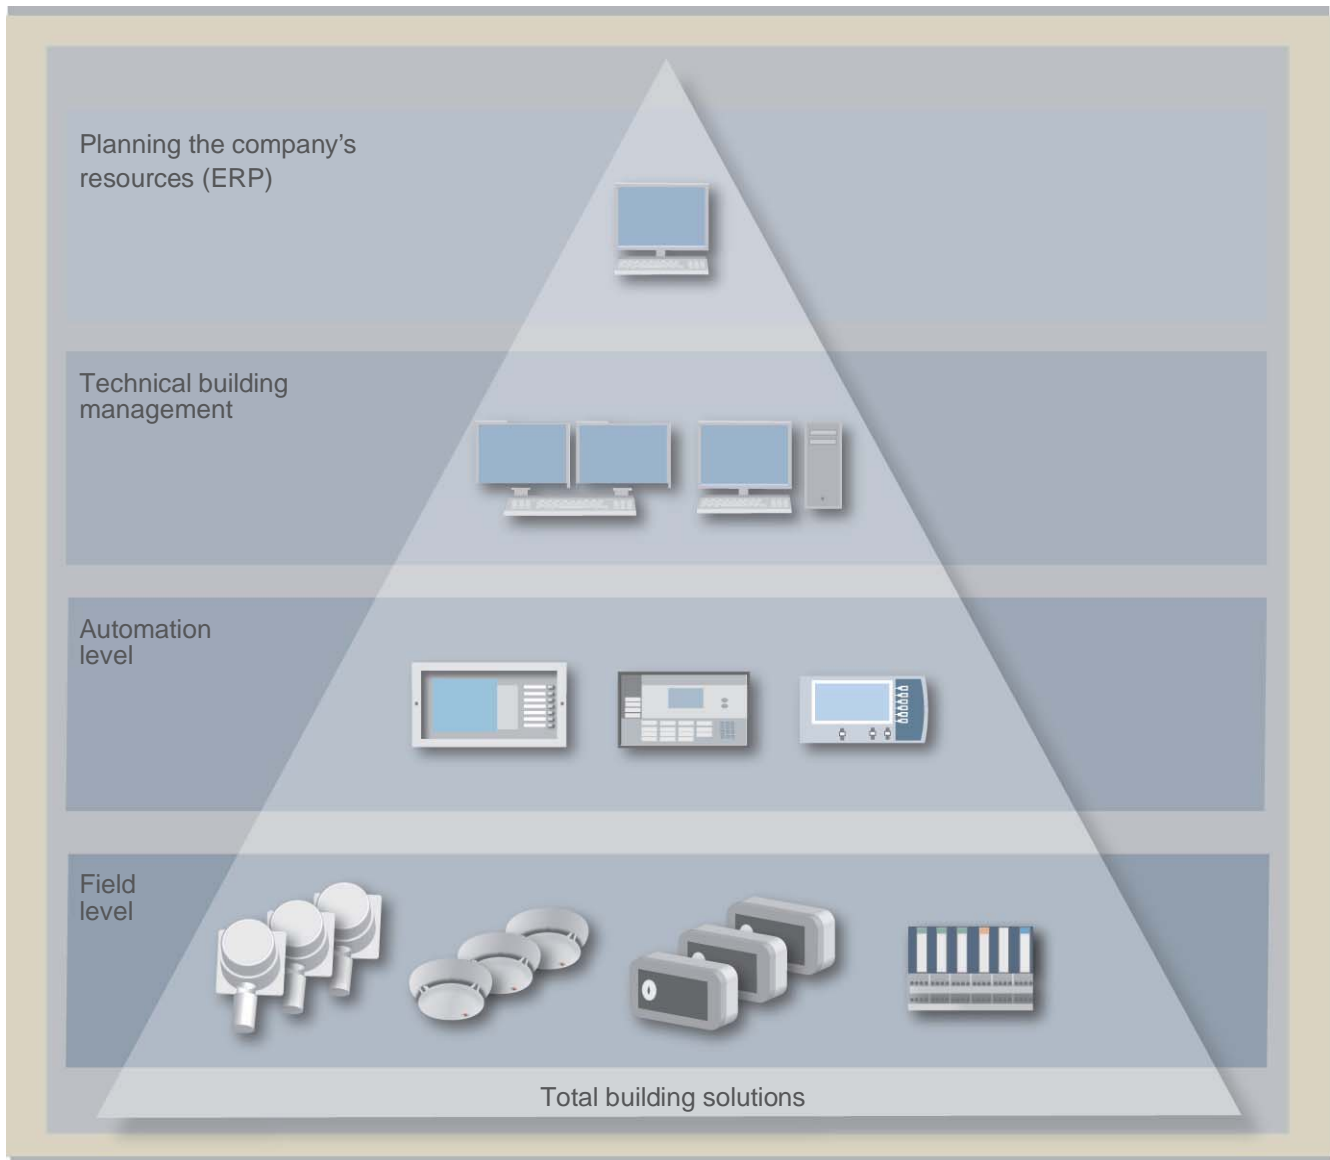 Planning the company’s
resources (ERP)
Technical building
management
Automation
level
Field
level
Total building solutions